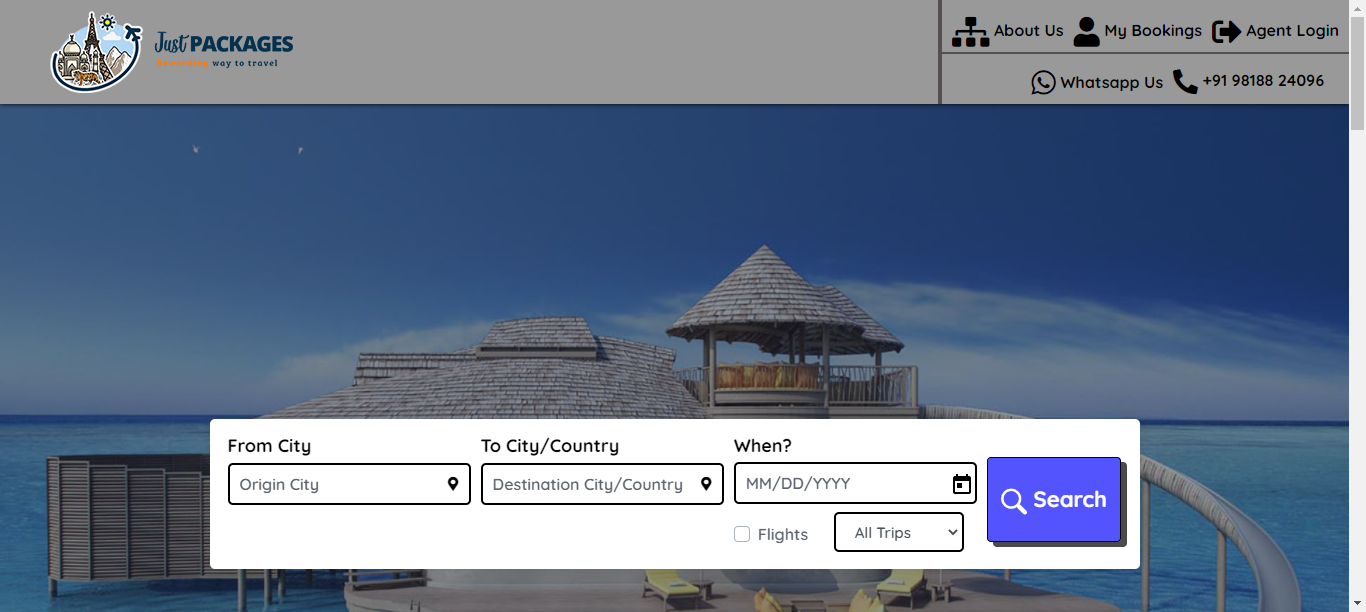 Just PACKAGES
Rewarding way to travel
About Us My Bookings Agent Login
Whatsapp Us +91 98188 24096
From City To City/Country When?
Origin City Destination City/Country MM/DD/YYYY
Search
Flights All Trips